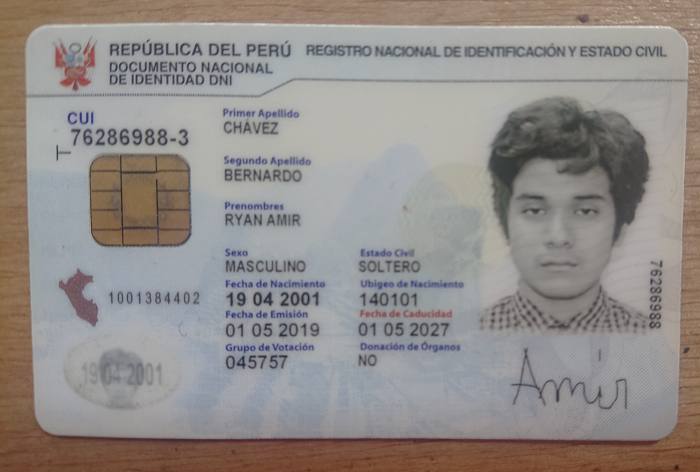 REPÚBLICA DEL PERÚ REGISTRO NACIONAL DE IDENTIFICACIÓN Y ESTADO CIVIL
DOCUMENTO NACIONAL
DE IDENTIDAD DNI
CUI
76286988-3
Primer Apellido
CHÁVEZ
Segundo Apellido
BERNARDO
Prenombres
RYAN AMIR
Sexo Estado Civil
MASCULINO SOLTERO
Fecha de Nacimiento Ubigeo de Nacimiento
19 04 2001 140101
Fecha de Emisión Fecha de Caducidad
01 05 2019 01 05 2027
Grupo de Votación Donación de Órganos
045757 NO
1001384402
19 04 2001
76286988
Amir